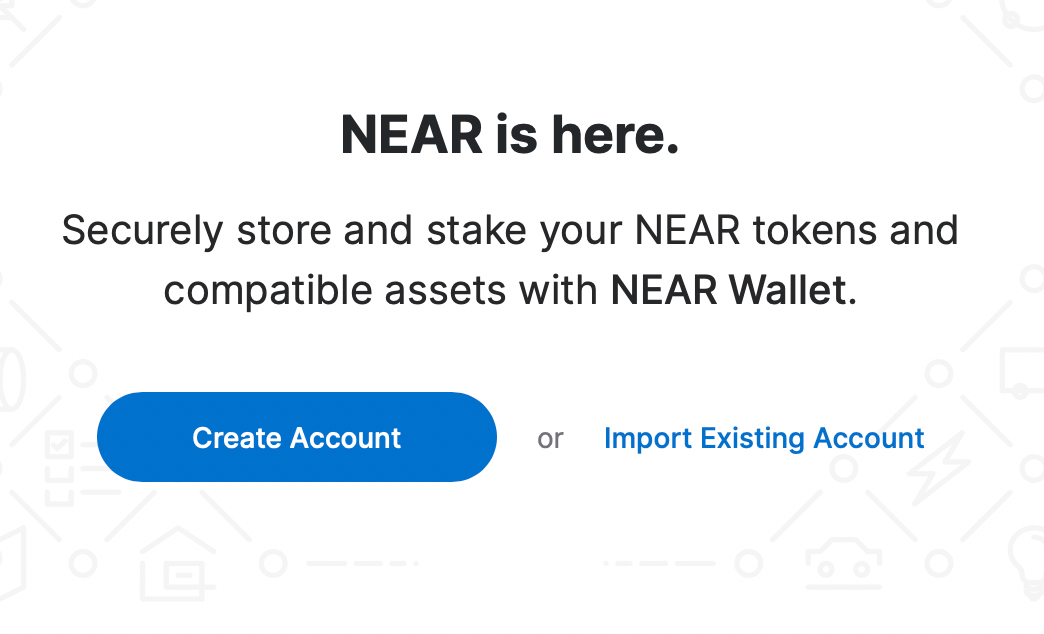 NEAR is here.
Securely store and stake your NEAR tokens and
compatible assets with NEAR Wallet.
Create Account or Import Existing Account